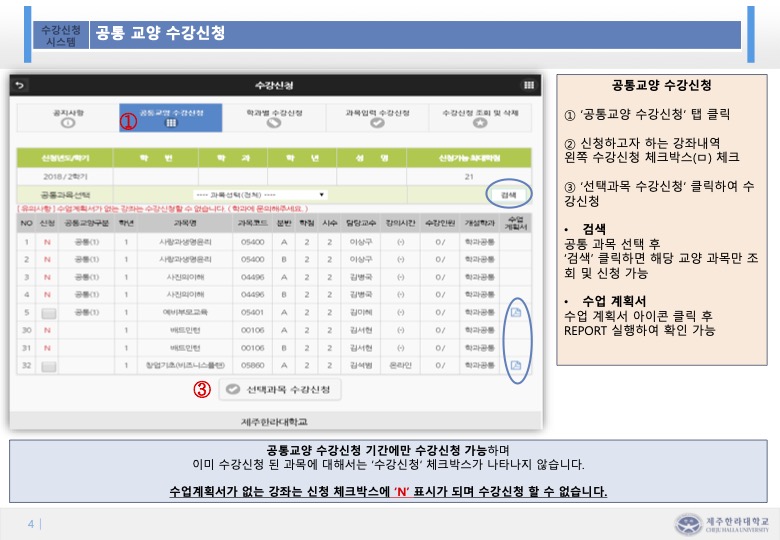 수강신청
시스템
공통 교양 수강신청
수강신청
공지사항
공통교양 수강신청
학과별 수강신청
과목입력 수강신청
수강신청 조회 및 삭제
①
신청년도/학기 학 번 학 과 학 년 성 명 신청가능 최대학점
2018 / 2학기 21
공통과목선택 ---- 과목선택(전체) ---- 검색
[ 유의사항 ] 수업계획서가 없는 강좌는 수강신청할 수 없습니다. ( 학과에 문의해주세요. )
NO 신청 공통교양구분 학년 과목명 과목코드 분반 학점 시수 담당교수 강의시간 수강인원 개설학과 수업계획서
1 N 공통(1) 1 사랑과생명윤리 05400 A 2 2 이상구 (-) 0 / 학과공통
2 N 공통(1) 1 사랑과생명윤리 05400 B 2 2 이상구 (-) 0 / 학과공통
3 N 공통(1) 1 사진의이해 04496 A 2 2 김병국 (-) 0 / 학과공통
4 N 공통(1) 1 사진의이해 04496 B 2 2 김병국 (-) 0 / 학과공통
5 공통(1) 1 예비부모교육 05401 A 2 2 김미혜 (-) 0 / 학과공통
30 N 1 배드민턴 00106 A 2 2 김서현 (-) 0 / 학과공통
31 N 1 배드민턴 00106 B 2 2 김서현 (-) 0 / 학과공통
32 1 창업기초(비즈니스플랜) 05860 A 2 2 김석범 온라인 0 / 학과공통
③ 선택과목 수강신청
제주한라대학교
공통교양 수강신청
① ‘공통교양 수강신청’ 탭 클릭
② 신청하고자 하는 강좌내역
왼쪽 수강신청 체크박스(ㅁ) 체크
③ ‘선택과목 수강신청’ 클릭하여 수
강신청
• 검색
공통 과목 선택 후
‘검색’ 클릭하면 해당 교양 과목만 조
회 및 신청 가능
• 수업 계획서
수업 계획서 아이콘 클릭 후
REPORT 실행하여 확인 가능
공통교양 수강신청 기간에만 수강신청 가능하며
이미 수강신청 된 과목에 대해서는 ‘수강신청’ 체크박스가 나타나지 않습니다.
수업계획서가 없는 강좌는 신청 체크박스에 ‘N’ 표시가 되며 수강신청 할 수 없습니다.
4 |
제주한라대학교
CHEJU HALLA UNIVERSITY